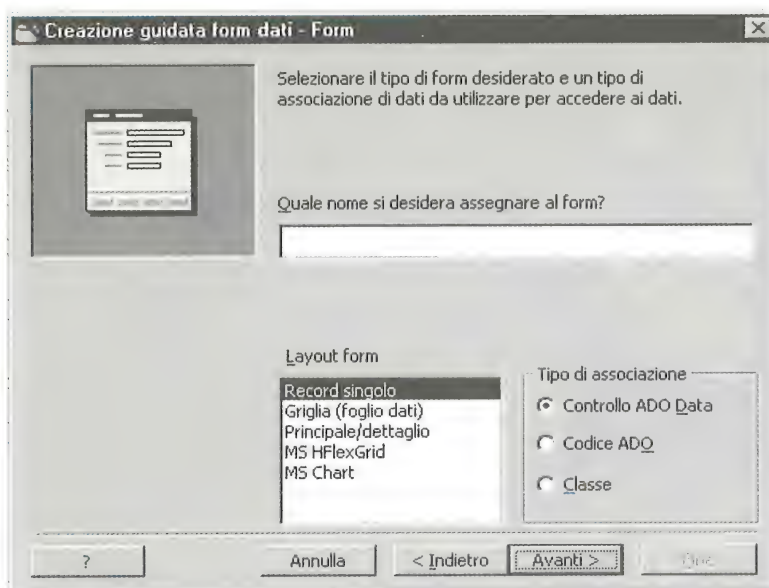 Creazione guidata form dati - Form
Selezionare il tipo di form desiderato e un tipo di
associazione di dati da utilizzare per accedere ai dati.
Quale nome si desidera assegnare al form?
Layout form
Record singolo
Griglia (foglio dati)
Principale/dettaglio
MS HFlexGrid
MS Chart
Tipo di associazione
Controllo ADO Data
Codice ADO
Classe
?
Annulla
< Indietro
Avanti >